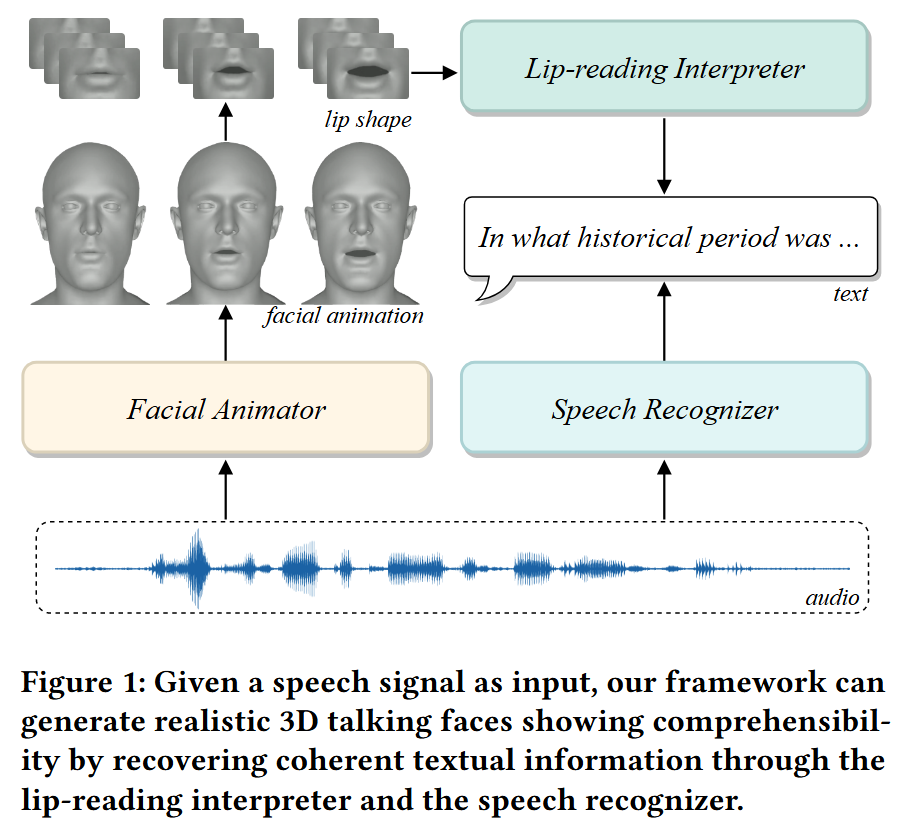 Lip-reading Interpreter
lip shape
In what historical period was ...
text
facial animation
Facial Animator
Speech Recognizer
audio
Figure 1: Given a speech signal as input, our framework can
generate realistic 3D talking faces showing comprehensibil-
ity by recovering coherent textual information through the
lip-reading interpreter and the speech recognizer.